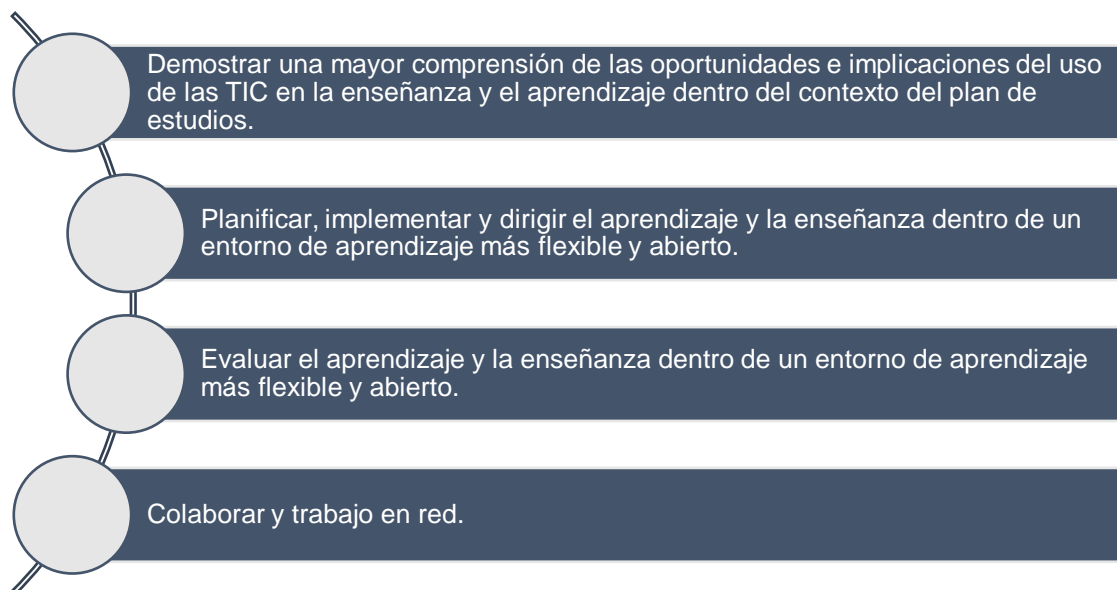 Demostrar una mayor comprensión de las oportunidades e implicaciones del uso
de las TIC en la enseñanza y el aprendizaje dentro del contexto del plan de
estudios.
Planificar, implementar y dirigir el aprendizaje y la enseñanza dentro de un
entorno de aprendizaje más flexible y abierto.
Evaluar el aprendizaje y la enseñanza dentro de un entorno de aprendizaje
más flexible y abierto.
Colaborar y trabajo en red.